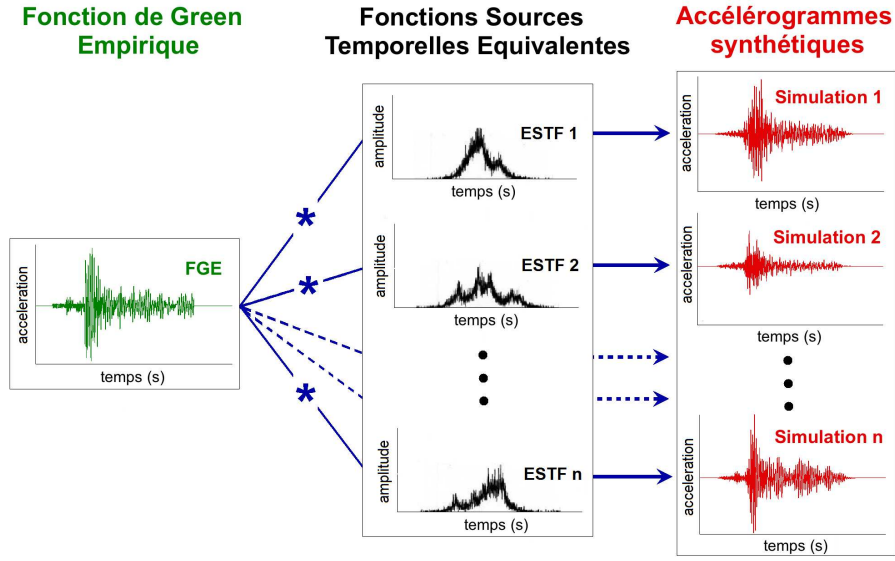 Fonction de Green
Empirique
Fonctions Sources
Temporelles Equivalentes
Accélérogrammes
synthétiques
FGE
acceleration
temps (s)
*
*
*
ESTF 1
amplitude
temps (s)
ESTF 2
amplitude
temps (s)
ESTF n
amplitude
temps (s)
Simulation 1
acceleration
temps (s)
Simulation 2
acceleration
temps (s)
Simulation n
acceleration
temps (s)